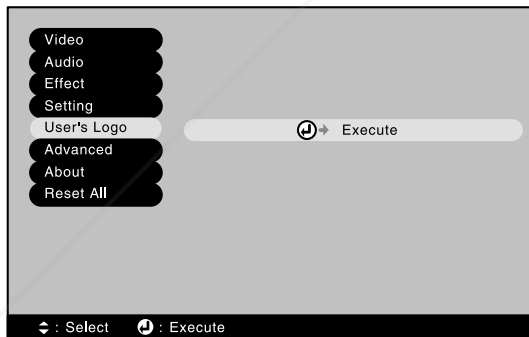 Video
Audio
Effect
Setting
User's Logo
Execute
Advanced
About
Reset All
: Select : Execute